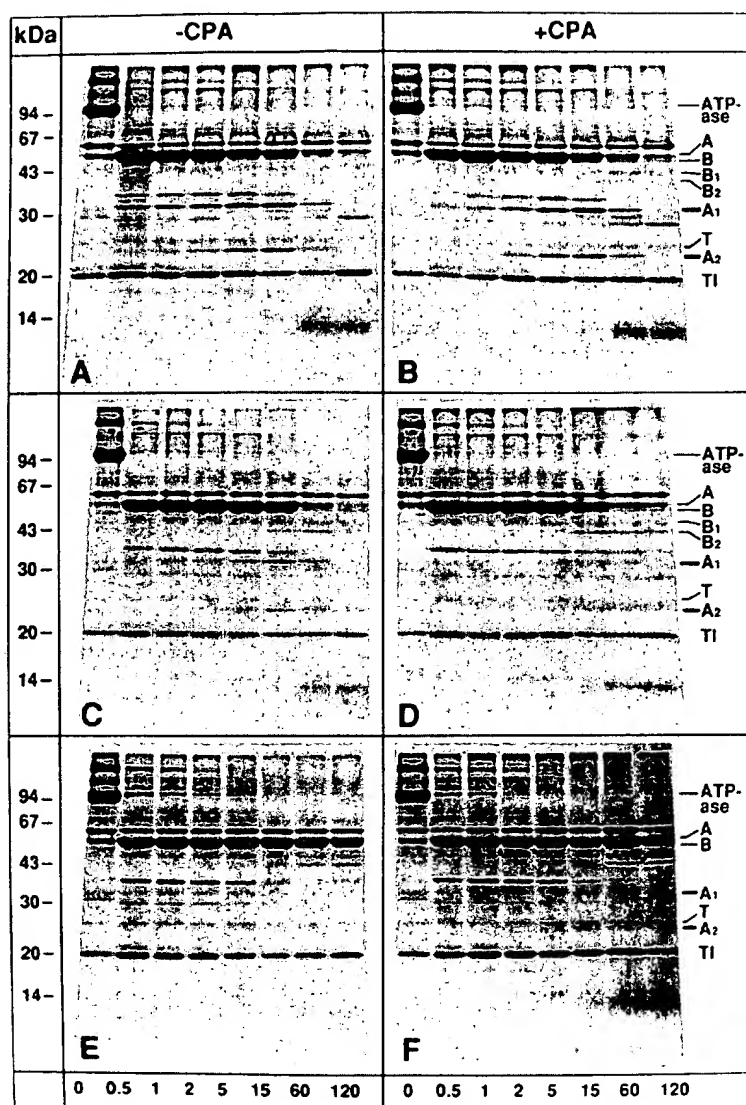 kDa
-CPA
+CPA
94
67
43
30
20
14
A
B
ATP-
ase
A
B
B1
B2
A1
T
A2
TI
94
67
43
30
20
14
C
D
ATP-
ase
A
B
B1
B2
A1
T
A2
TI
94
67
43
30
20
14
E
F
ATP-
ase
A
B
A1
T
A2
TI
0 0.5 1 2 5 15 60 120
0 0.5 1 2 5 15 60 120